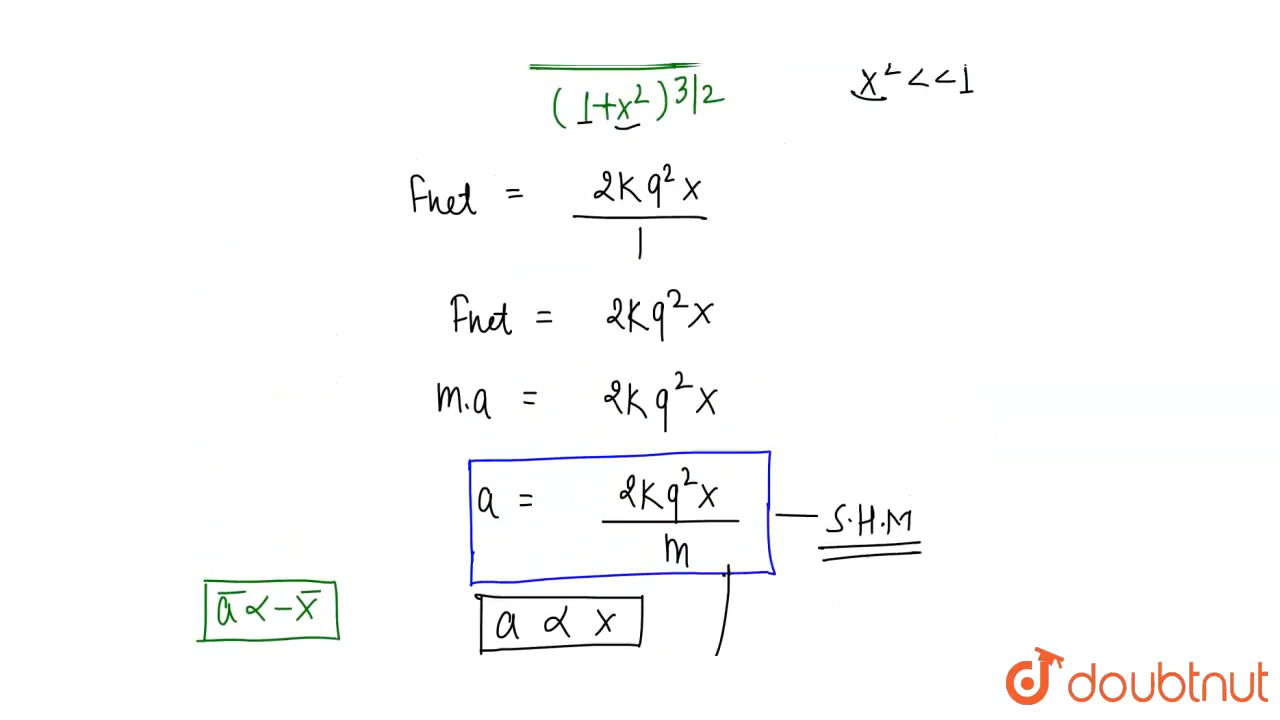 (1+x²)^3/2
x² << 1
Fnet = 2Kq²x / 1
Fnet = 2Kq²x
m.a = 2Kq²x
a = 2Kq²x / m — S.H.M
a̅ ∝ -x̅
a ∝ x
doubtnut